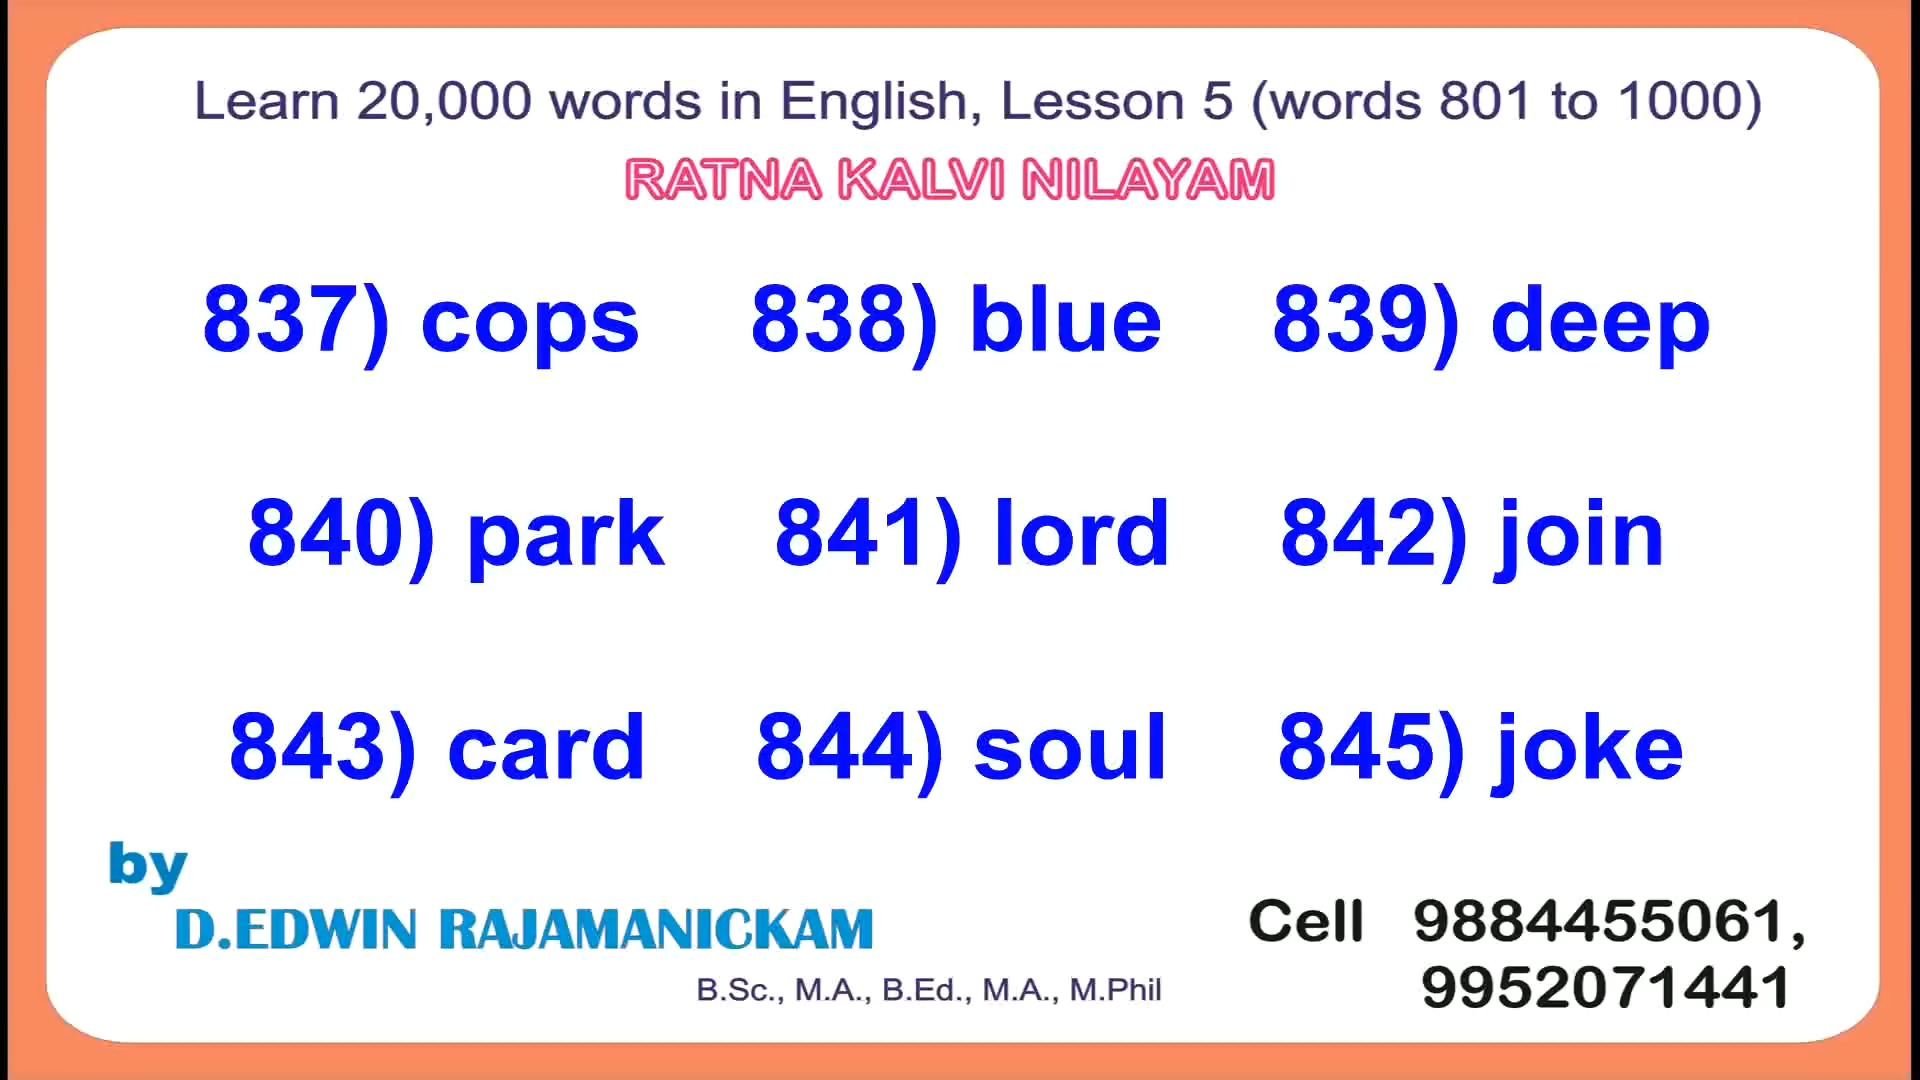 Learn 20,000 words in English, Lesson 5 (words 801 to 1000)
RATNA KALVI NILAYAM
837) cops 838) blue 839) deep
840) park 841) lord 842) join
843) card 844) soul 845) joke
by
D.EDWIN RAJAMANICKAM
B.Sc., M.A., B.Ed., M.A., M.Phil
Cell 9884455061,
9952071441